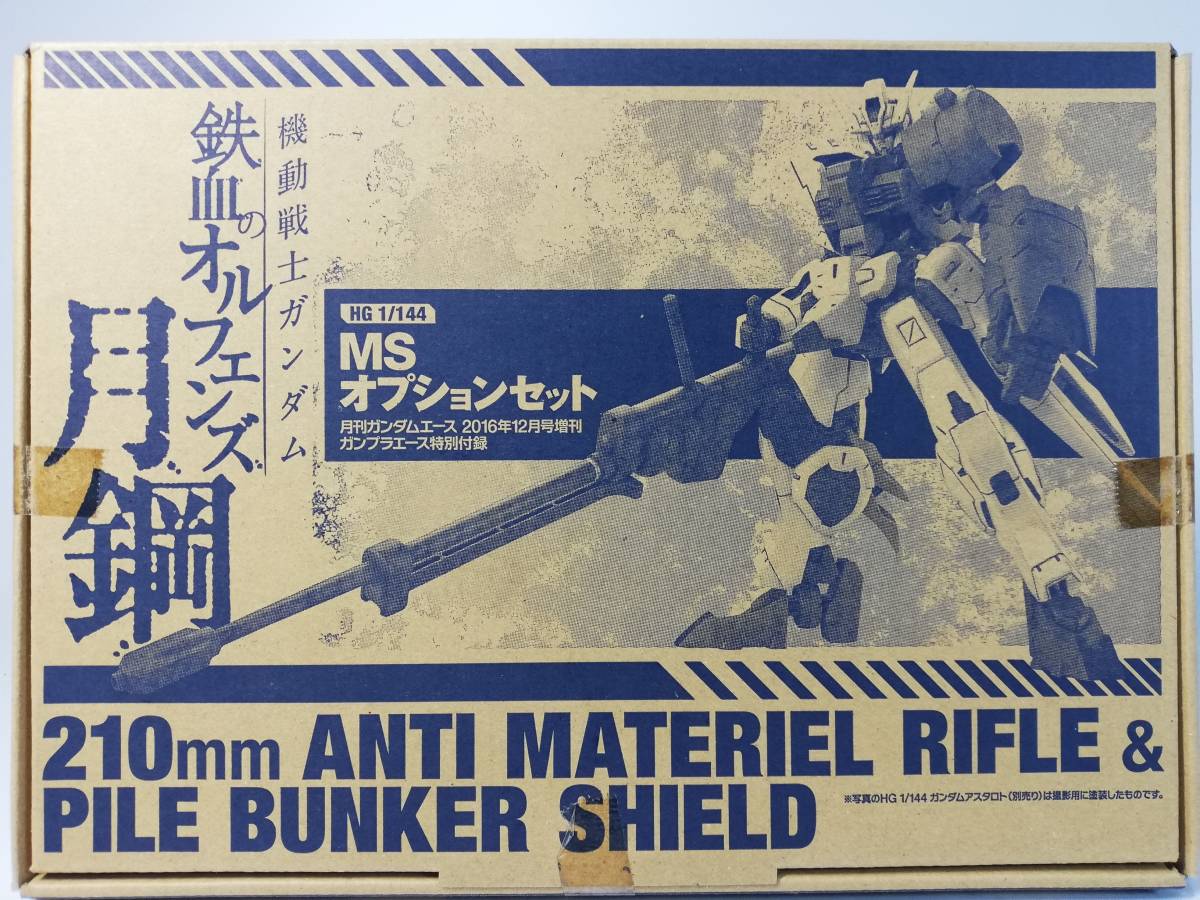 機動戦士ガンダム
鉄血のオルフェンズ
月鋼
HG 1/144
MS
オプションセット
月刊ガンダムエース 2016年12月号増刊
ガンプラエース特別付録
210mm ANTI MATERIEL RIFLE &
PILE BUNKER SHIELD
※写真のHG 1/144 ガンダムアスタロト(別売り)は撮影用に塗装したものです。